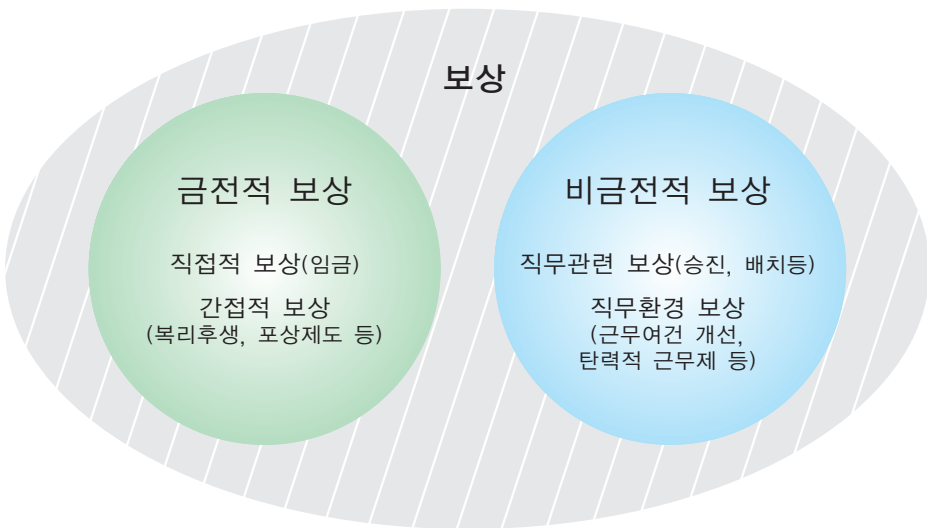 보상
금전적 보상
직접적 보상(임금)
간접적 보상
(복리후생, 포상제도 등)
비금전적 보상
직무관련 보상(승진, 배치등)
직무환경 보상
(근무여건 개선,
탄력적 근무제 등)